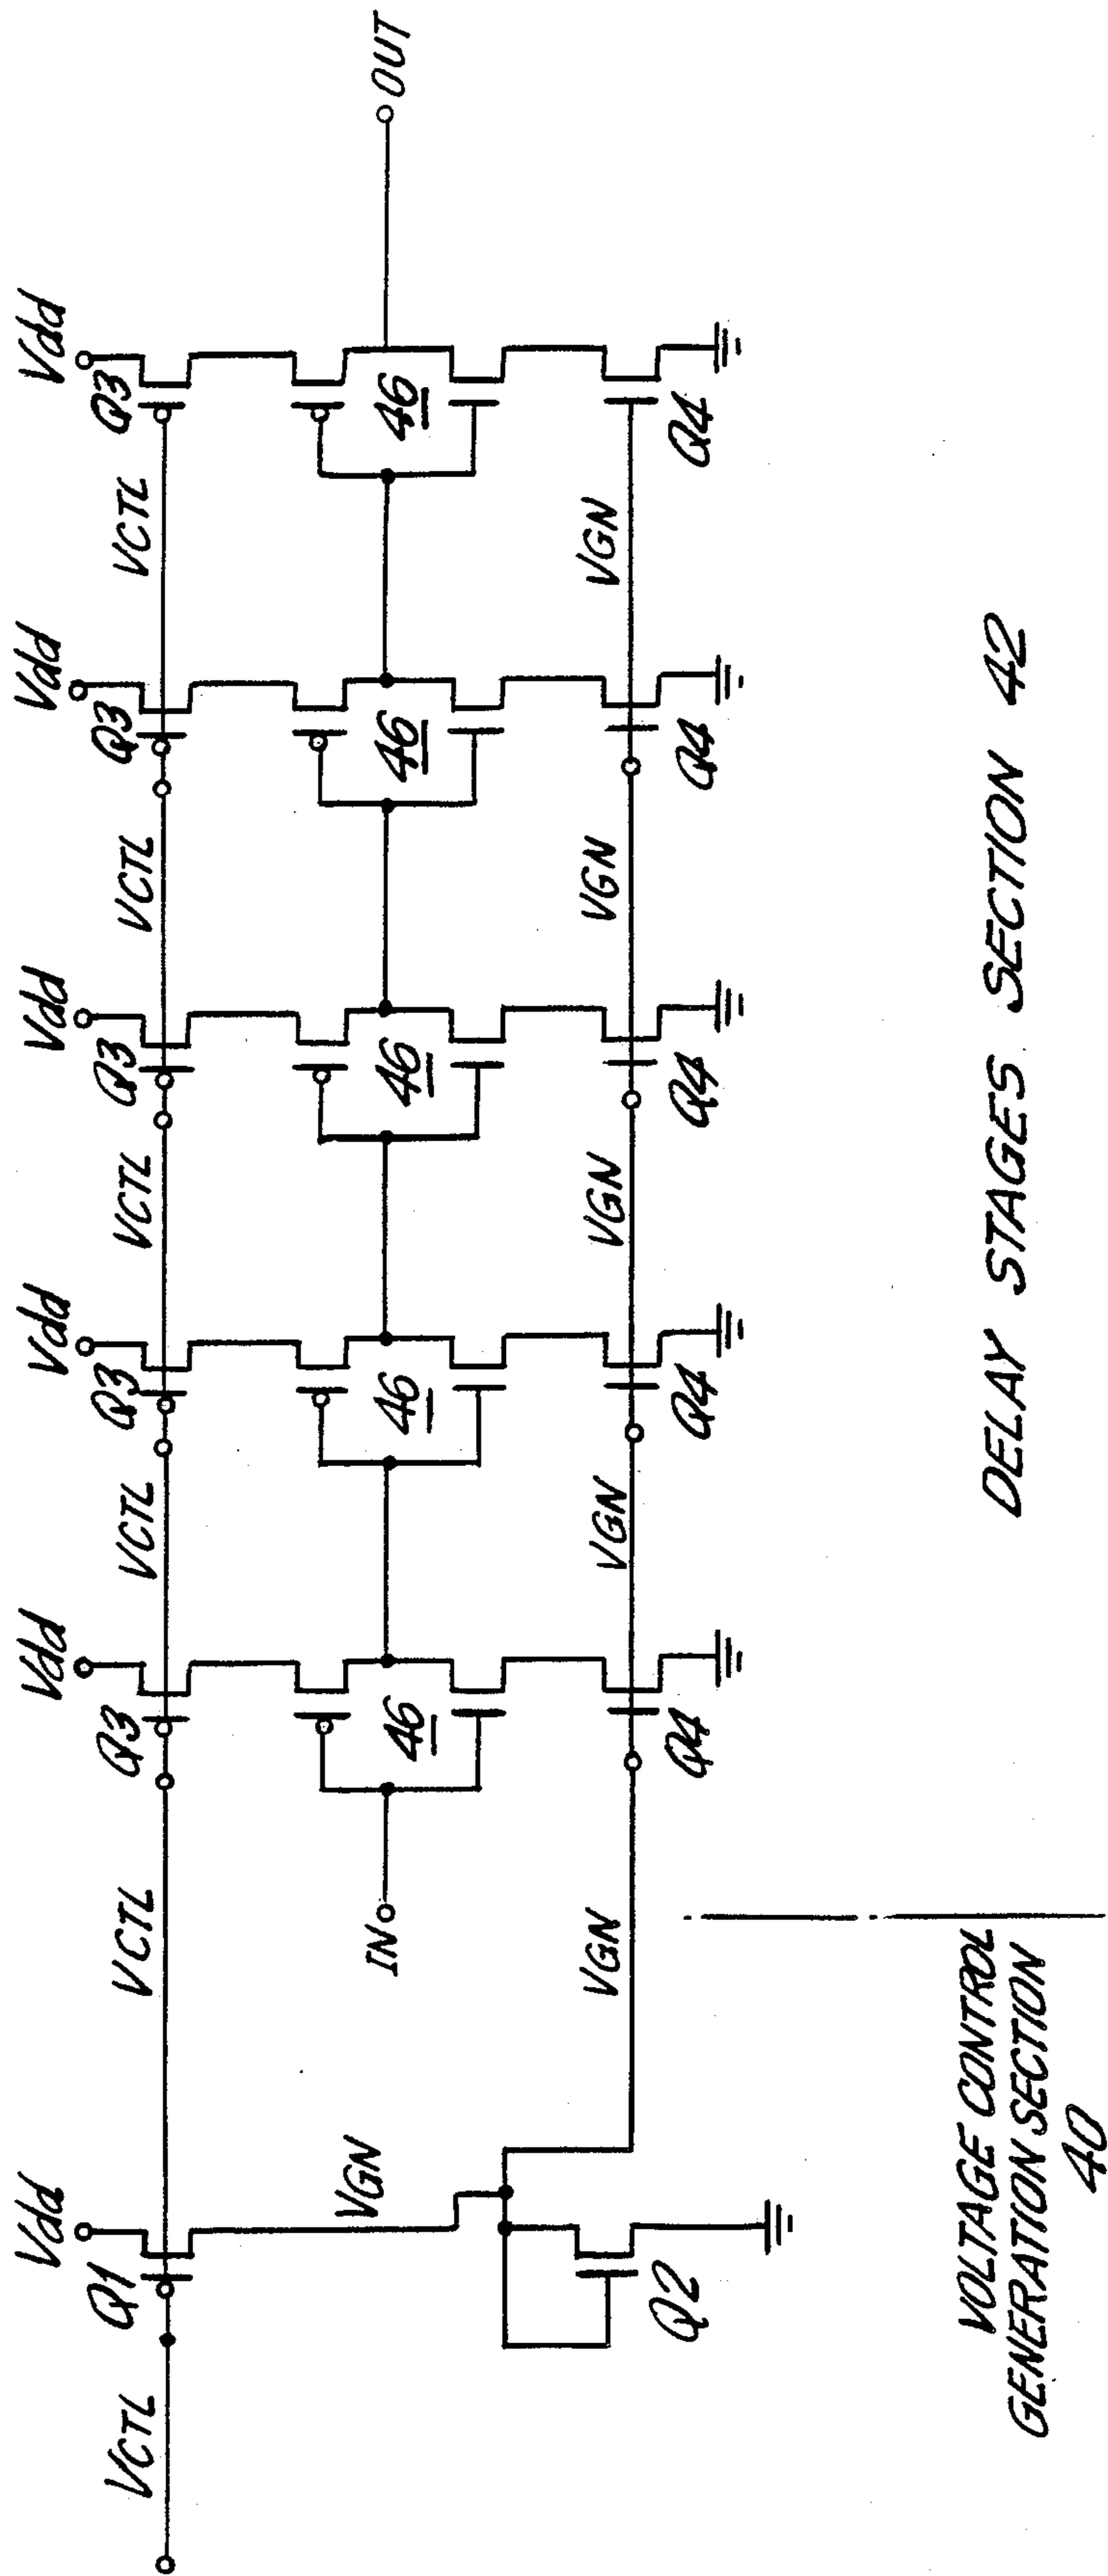 Vdd Vdd Vdd Vdd Vdd Vdd
Q1 Q3 Q3 Q3 Q3 Q3
VCTL VCTL VCTL VCTL VCTL VCTL
VGN
IN 46 46 46 46 46 OUT
VGN VGN VGN VGN VGN
Q2 Q4 Q4 Q4 Q4 Q4
VOLTAGE CONTROL
GENERATION SECTION
40
DELAY STAGES SECTION 42